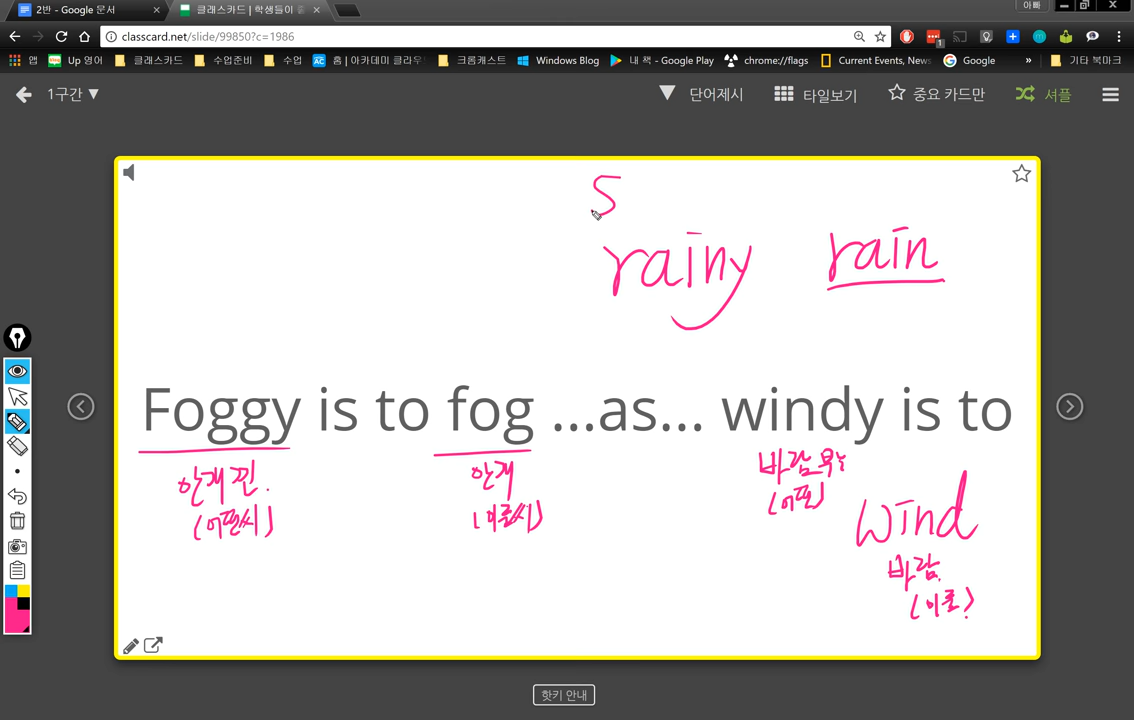 2반 - Google 문서
클래스카드 | 학생들이 좋
아빠
classcard.net/slide/99850?c=1986
앱 Up 영어 클래스카드 수업준비 수업 AC 홈 | 아카데미 클라우 크롬캐스트 Windows Blog 내 책 - Google Play chrome://flags Current Events, News Google » 기타 북마크
1구간 ▼ 단어제시 타일보기 중요 카드만 셔플
S
rainy rain
Foggy is to fog ...as... windy is to
안개 낀. 안개 바람 부는
(어떤씨) (이름씨) (어떤)
wind
바람.
(이름?)
핫키 안내